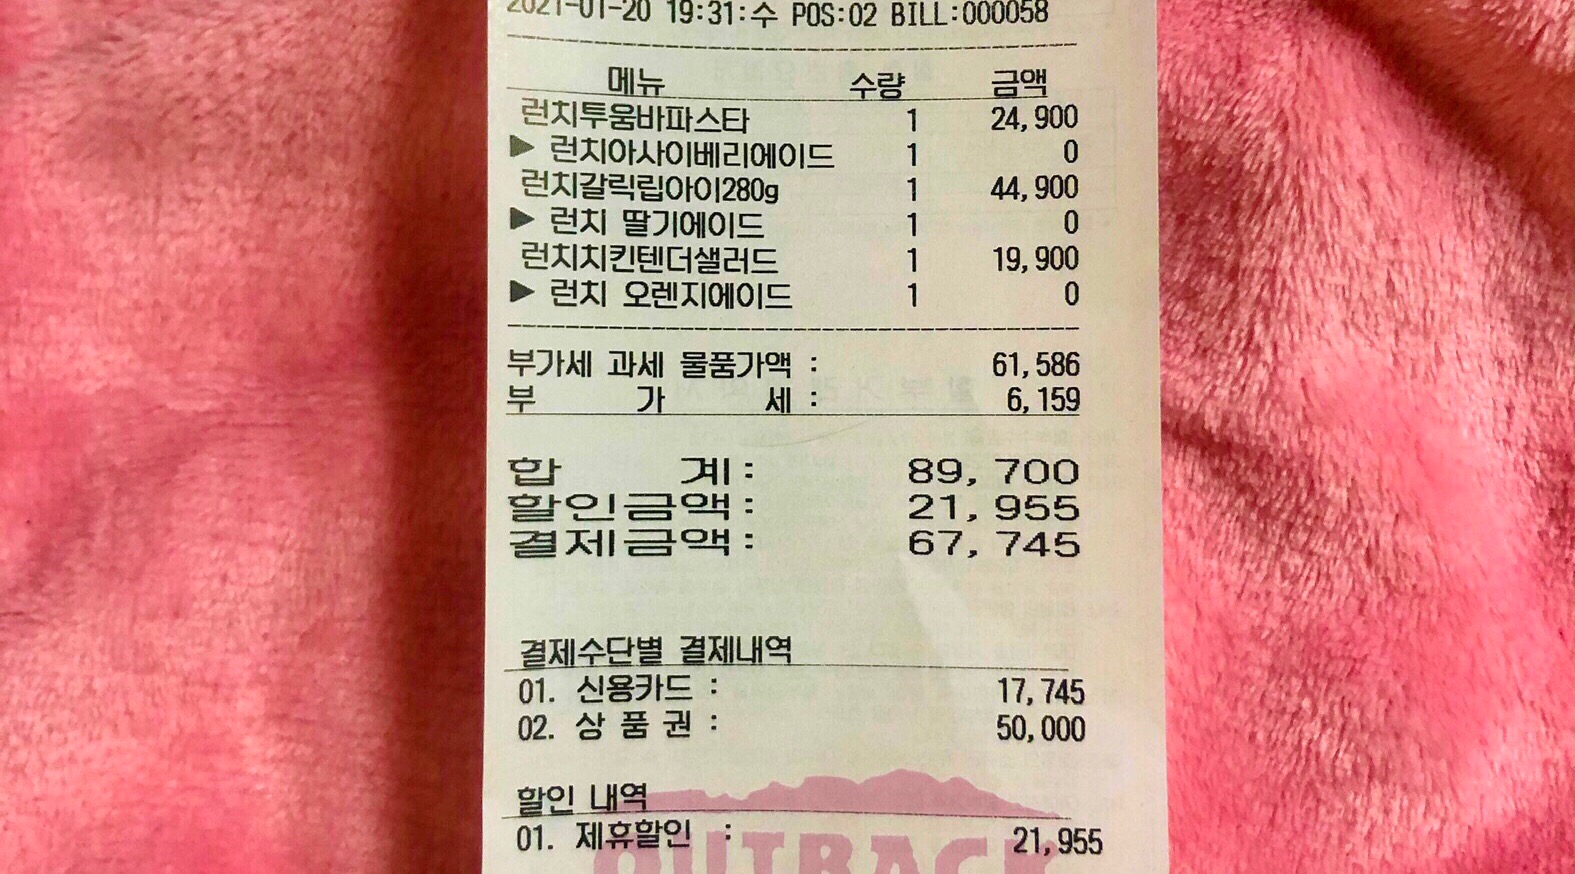 2021-01-20 19:31:수 POS:02 BILL:000058
메뉴 수량 금액
런치투움바파스타 1 24,900
▶ 런치아사이베리에이드 1 0
런치갈릭립아이280g 1 44,900
▶ 런치 딸기에이드 1 0
런치치킨텐더샐러드 1 19,900
▶ 런치 오렌지에이드 1 0
부가세 과세 물품가액 : 61,586
부 가 세 : 6,159
합 계: 89,700
할인금액: 21,955
결제금액: 67,745
결제수단별 결제내역
01. 신용카드 : 17,745
02. 상 품 권 : 50,000
할인 내역
01. 제휴할인 : 21,955
OUTBACK